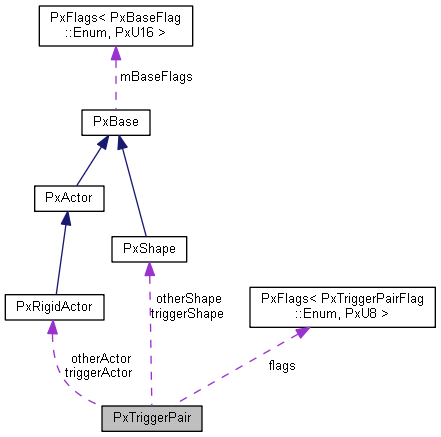 PxFlags< PxBaseFlag
::Enum, PxU16 >
mBaseFlags
PxBase
PxActor
PxShape
PxRigidActor
otherShape
triggerShape
PxFlags< PxTriggerPairFlag
::Enum, PxU8 >
otherActor
triggerActor
flags
PxTriggerPair